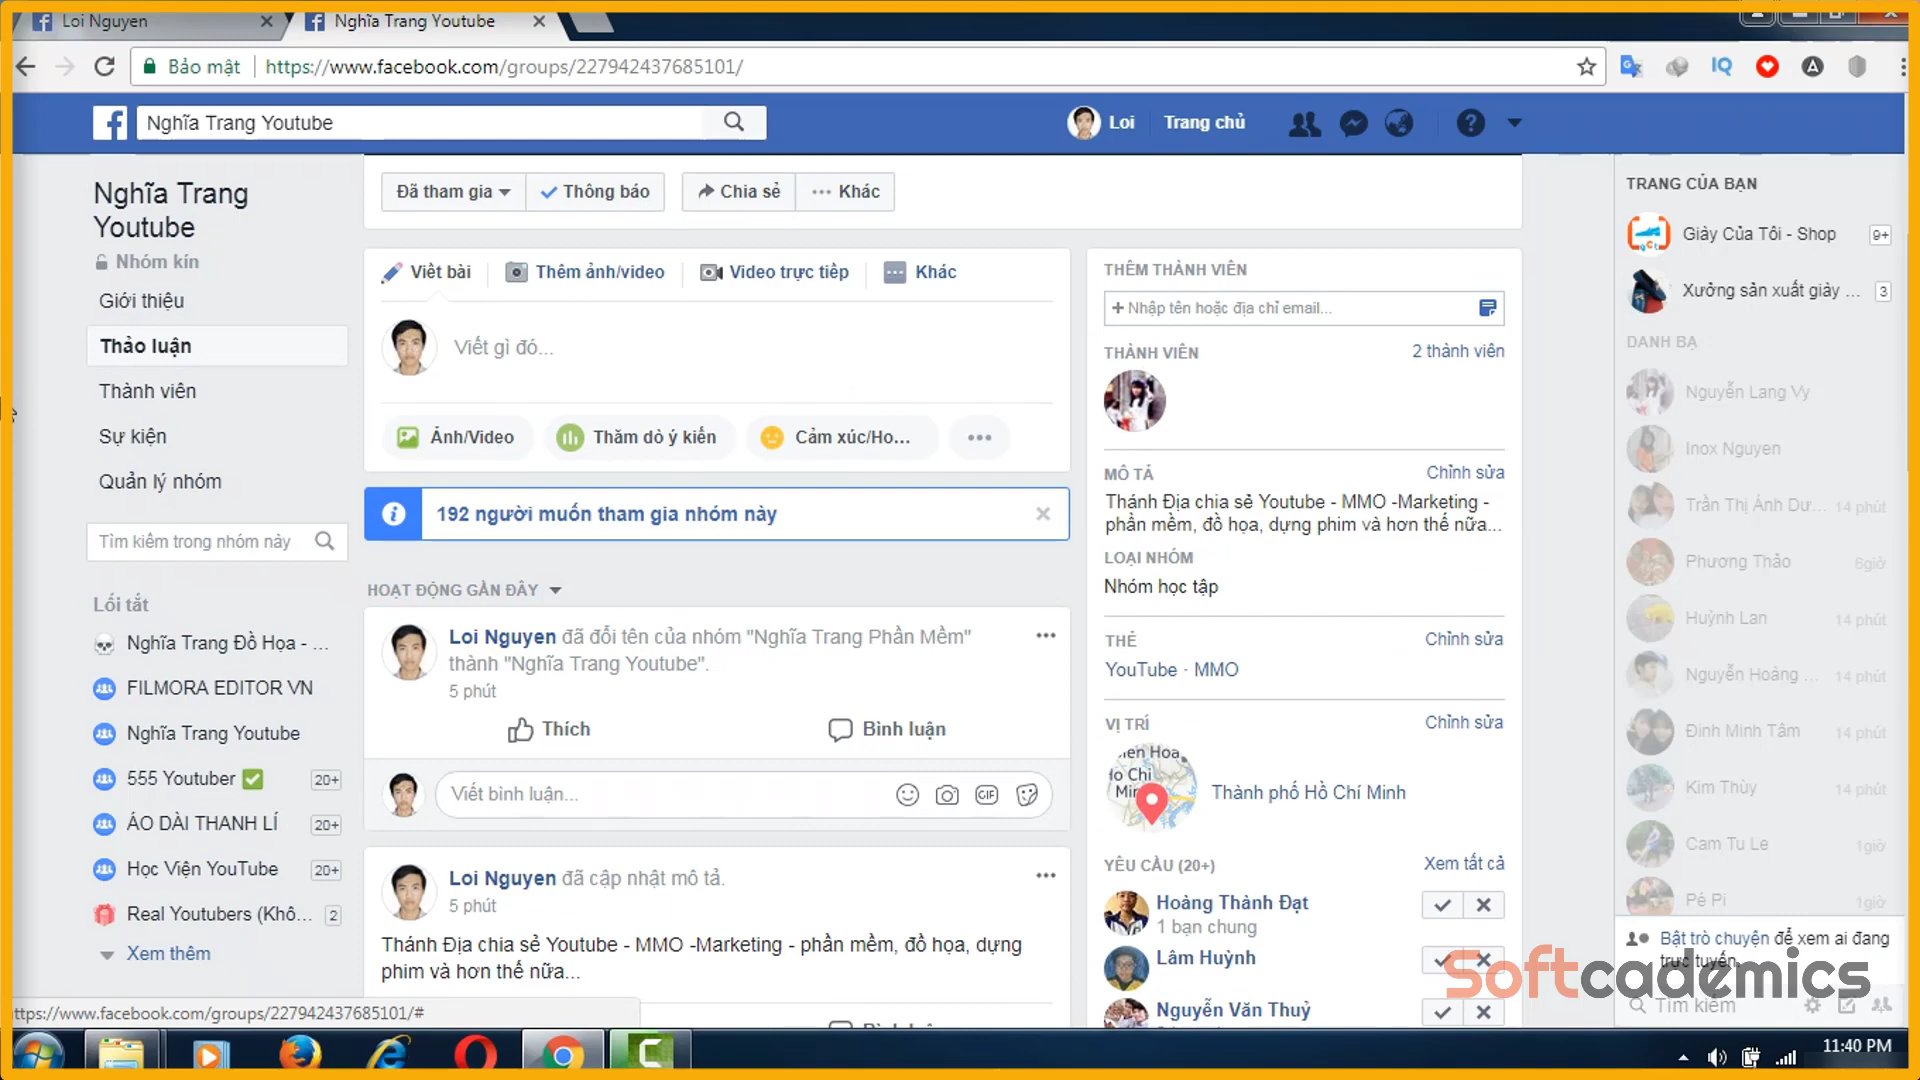 Loi Nguyen
Nghĩa Trang Youtube
Bảo mật
https://www.facebook.com/groups/227942437685101/
Nghĩa Trang Youtube
Loi
Trang chủ
Nghĩa Trang
Youtube
Nhóm kín
Giới thiệu
Thảo luận
Thành viên
Sự kiện
Quản lý nhóm
Tìm kiếm trong nhóm này
Lối tắt
Nghĩa Trang Đồ Họa - ...
FILMORA EDITOR VN
Nghĩa Trang Youtube
555 Youtuber ✅ 20+
ÁO DÀI THANH LÍ 20+
Học Viện YouTube 20+
Real Youtubers (Khô... 2
Xem thêm
Đã tham gia
Thông báo
Chia sẻ
Khác
Viết bài
Thêm ảnh/video
Video trực tiếp
Khác
Viết gì đó...
Ảnh/Video
Thăm dò ý kiến
Cảm xúc/Ho...
192 người muốn tham gia nhóm này
HOẠT ĐỘNG GẦN ĐÂY
Loi Nguyen đã đổi tên của nhóm "Nghĩa Trang Phần Mềm"
thành "Nghĩa Trang Youtube".
5 phút
Thích
Bình luận
Viết bình luận...
GIF
Loi Nguyen đã cập nhật mô tả.
5 phút
Thánh Địa chia sẻ Youtube - MMO -Marketing - phần mềm, đồ họa, dựng
phim và hơn thế nữa...
THÊM THÀNH VIÊN
+ Nhập tên hoặc địa chỉ email...
THÀNH VIÊN
2 thành viên
MÔ TẢ
Chỉnh sửa
Thánh Địa chia sẻ Youtube - MMO -Marketing -
phần mềm, đồ họa, dựng phim và hơn thế nữa...
LOẠI NHÓM
Nhóm học tập
THẺ
Chỉnh sửa
YouTube · MMO
VỊ TRÍ
Chỉnh sửa
Thành phố Hồ Chí Minh
YÊU CẦU (20+)
Xem tất cả
Hoàng Thành Đạt
1 bạn chung
Lâm Huỳnh
Nguyễn Văn Thuỷ
TRANG CỦA BẠN
Giày Của Tôi - Shop 9+
Xưởng sản xuất giày ... 3
DANH BẠ
Nguyễn Lang Vy
Inox Nguyen
Trần Thị Ánh Dư... 14 phút
Phương Thảo 6giờ
Huỳnh Lan 14 phút
Nguyễn Hoàng ... 14 phút
Đinh Minh Tâm 14 phút
Kim Thùy 14 phút
Cam Tu Le 1giờ
Pé Pi 1giờ
Bật trò chuyện để xem ai đang
trực tuyến.
Softcademics
Tìm kiếm
ttps://www.facebook.com/groups/227942437685101/#
11:40 PM